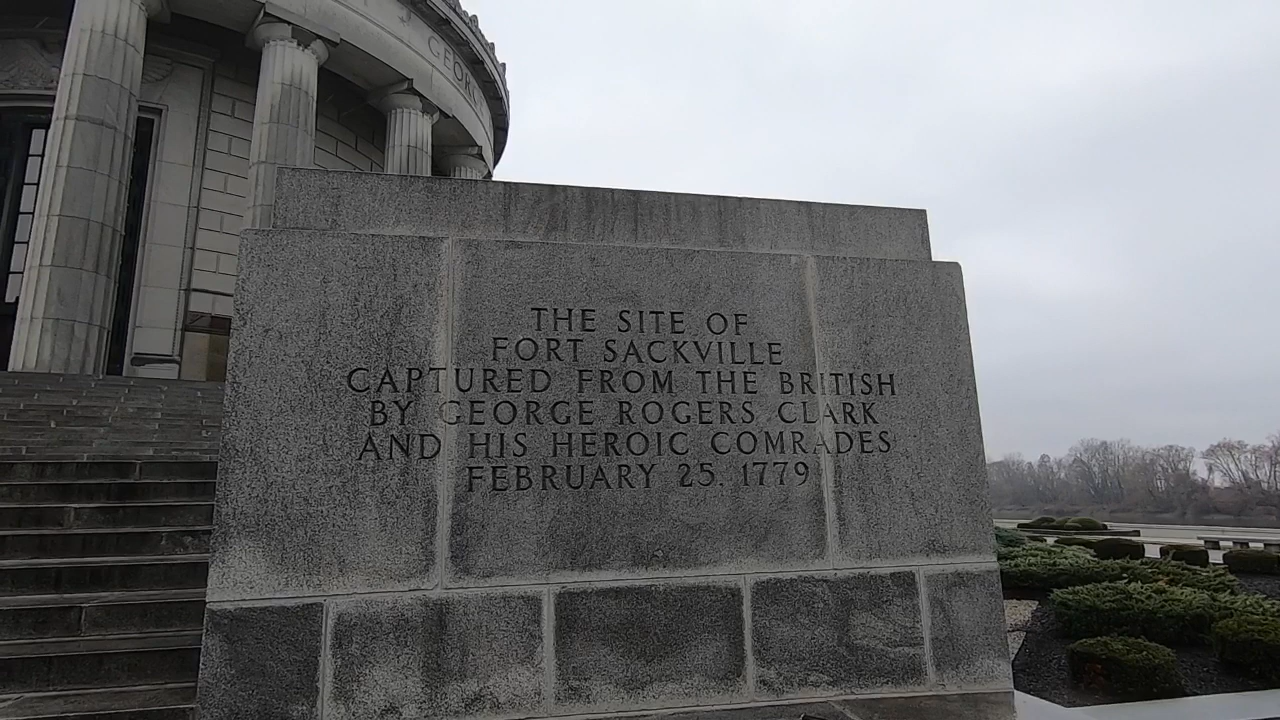 GEORG
THE SITE OF
FORT SACKVILLE
CAPTURED FROM THE BRITISH
BY GEORGE ROGERS CLARK
AND HIS HEROIC COMRADES
FEBRUARY 25. 1779